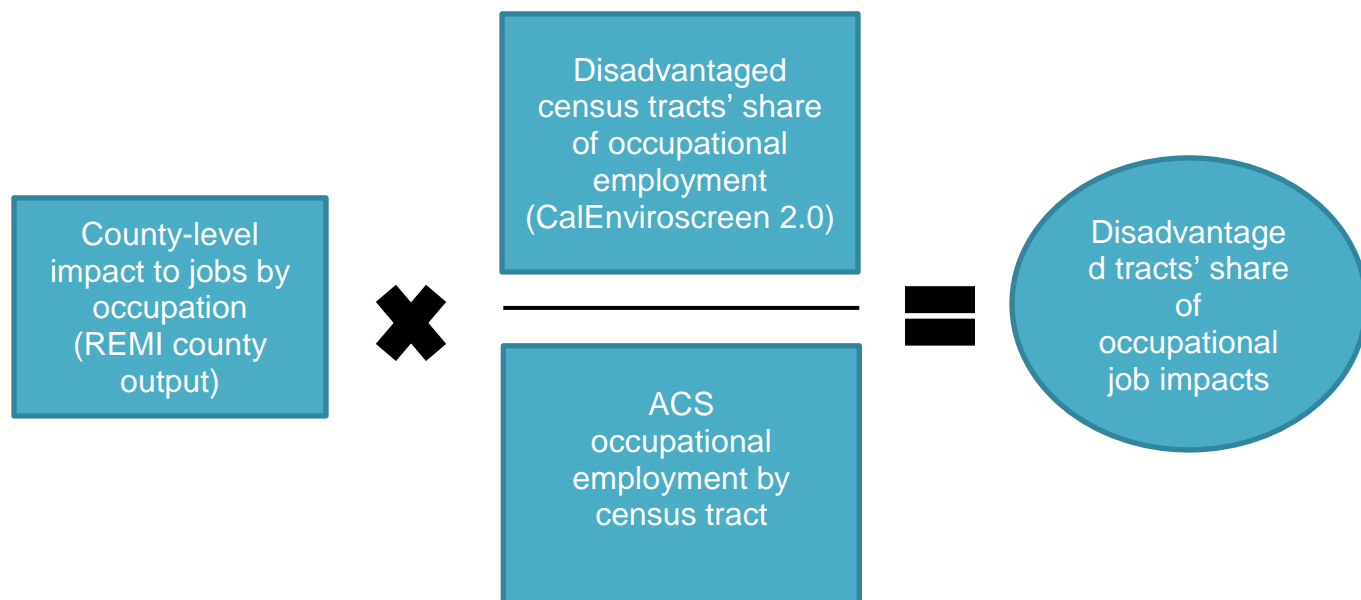 County-level
impact to jobs by
occupation
(REMI county
output)
Disadvantaged
census tracts’ share
of occupational
employment
(CalEnviroscreen 2.0)
ACS
occupational
employment by
census tract
Disadvantage
d tracts’ share
of
occupational
job impacts